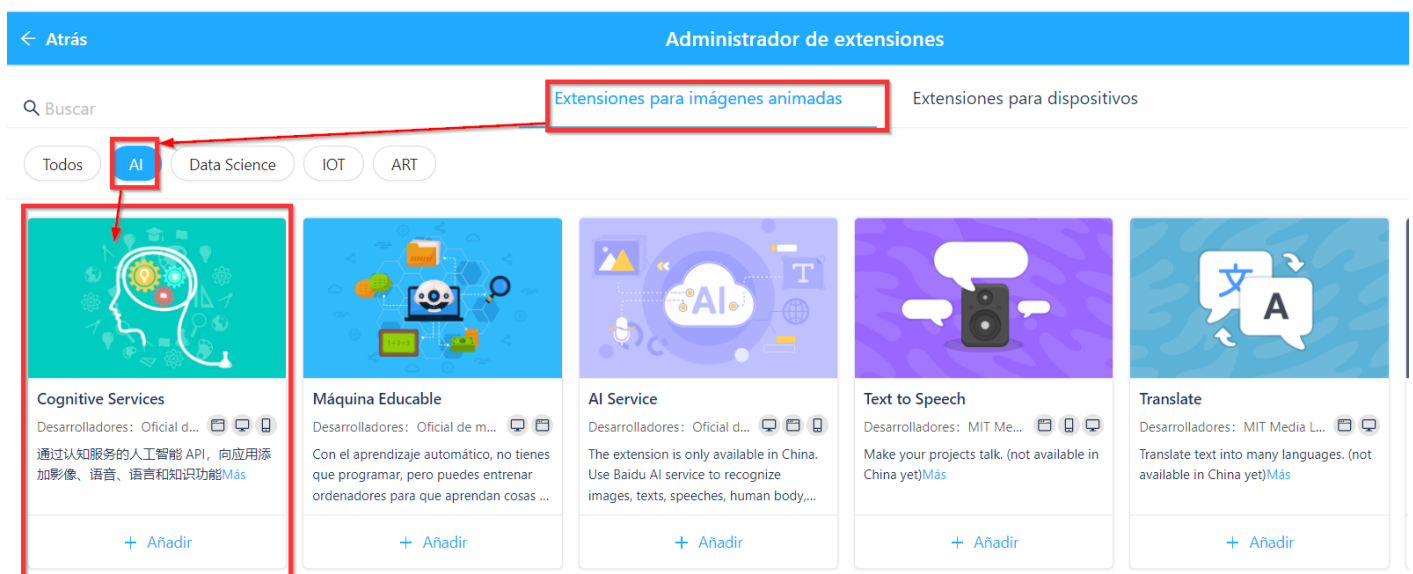 ← Atrás
Administrador de extensiones
Buscar
Extensiones para imágenes animadas
Extensiones para dispositivos
Todos
AI
Data Science
IOT
ART
AI
T
文
A
Cognitive Services
Desarrolladores: Oficial d...
通过认知服务的人工智能 API，向应用添
加影像、语音、语言和知识功能Más
+ Añadir
Máquina Educable
Desarrolladores: Oficial de m...
Con el aprendizaje automático, no tienes
que programar, pero puedes entrenar
ordenadores para que aprendan cosas ...
+ Añadir
AI Service
Desarrolladores: Oficial d...
The extension is only available in China.
Use Baidu AI service to recognize
images, texts, speeches, human body,...
+ Añadir
Text to Speech
Desarrolladores: MIT Me...
Make your projects talk. (not available in
China yet)Más
+ Añadir
Translate
Desarrolladores: MIT Media L...
Translate text into many languages. (not
available in China yet)Más
+ Añadir